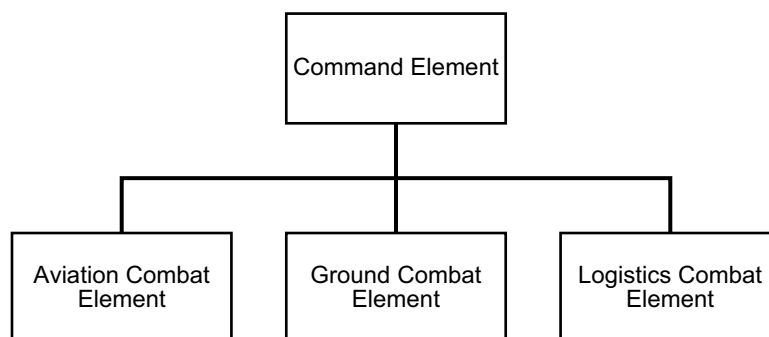 Command Element
Aviation Combat
Element
Ground Combat
Element
Logistics Combat
Element